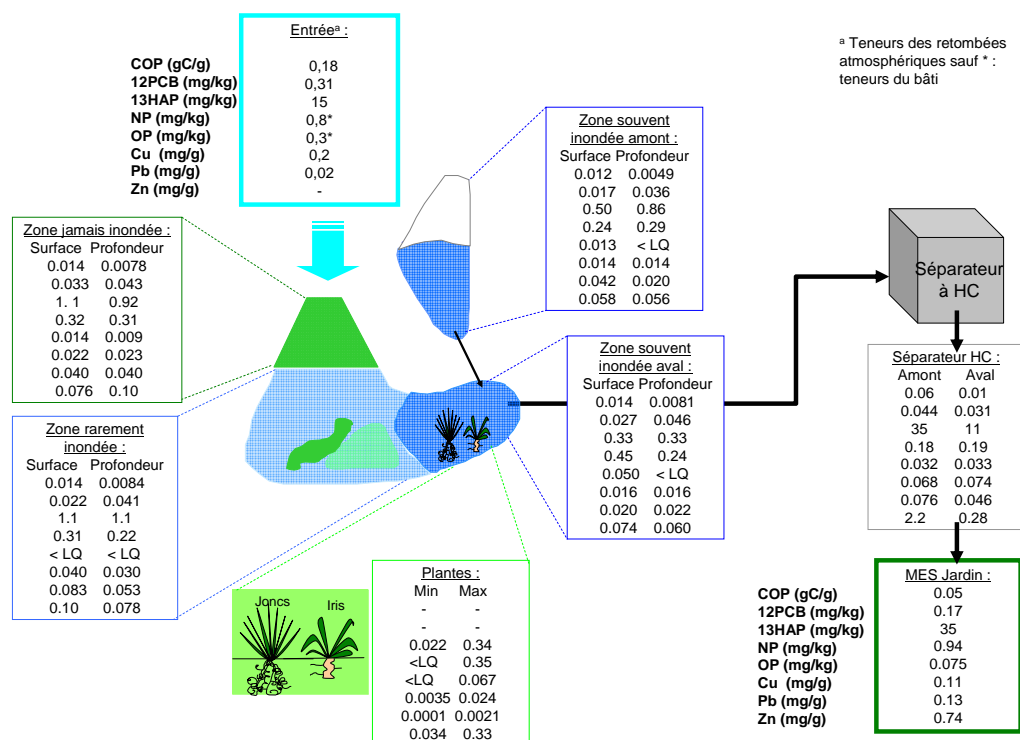 Entréeᵃ :
COP (gC/g) 0,18
12PCB (mg/kg) 0,31
13HAP (mg/kg) 15
NP (mg/kg) 0,8*
OP (mg/kg) 0,3*
Cu (mg/g) 0,2
Pb (mg/g) 0,02
Zn (mg/g) -
ᵃ Teneurs des retombées
atmosphériques sauf * :
teneurs du bâti
Zone souvent
inondée amont :
Surface Profondeur
0.012 0.0049
0.017 0.036
0.50 0.86
0.24 0.29
0.013 < LQ
0.014 0.014
0.042 0.020
0.058 0.056
Zone jamais inondée :
Surface Profondeur
0.014 0.0078
0.033 0.043
1. 1 0.92
0.32 0.31
0.014 0.009
0.022 0.023
0.040 0.040
0.076 0.10
Séparateur
à HC
Zone souvent
inondée aval :
Surface Profondeur
0.014 0.0081
0.027 0.046
0.33 0.33
0.45 0.24
0.050 < LQ
0.016 0.016
0.020 0.022
0.074 0.060
Séparateur HC :
Amont Aval
0.06 0.01
0.044 0.031
35 11
0.18 0.19
0.032 0.033
0.068 0.074
0.076 0.046
2.2 0.28
Zone rarement
inondée :
Surface Profondeur
0.014 0.0084
0.022 0.041
1.1 1.1
0.31 0.22
< LQ < LQ
0.040 0.030
0.083 0.053
0.10 0.078
Joncs Iris
Plantes :
Min Max
- -
- -
0.022 0.34
<LQ 0.35
<LQ 0.067
0.0035 0.024
0.0001 0.0021
0.034 0.33
MES Jardin :
COP (gC/g) 0.05
12PCB (mg/kg) 0.17
13HAP (mg/kg) 35
NP (mg/kg) 0.94
OP (mg/kg) 0.075
Cu (mg/g) 0.11
Pb (mg/g) 0.13
Zn (mg/g) 0.74